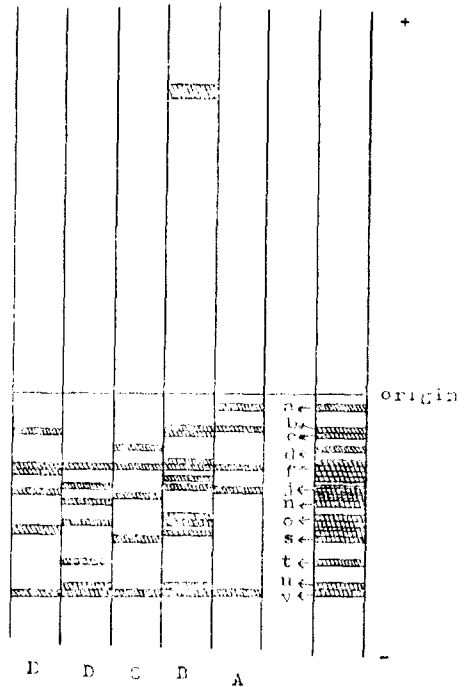 +
origin
a ←
b ←
c ←
d ←
f ←
j ←
n ←
o ←
s ←
t ←
u ←
v ←
-
E D C B A